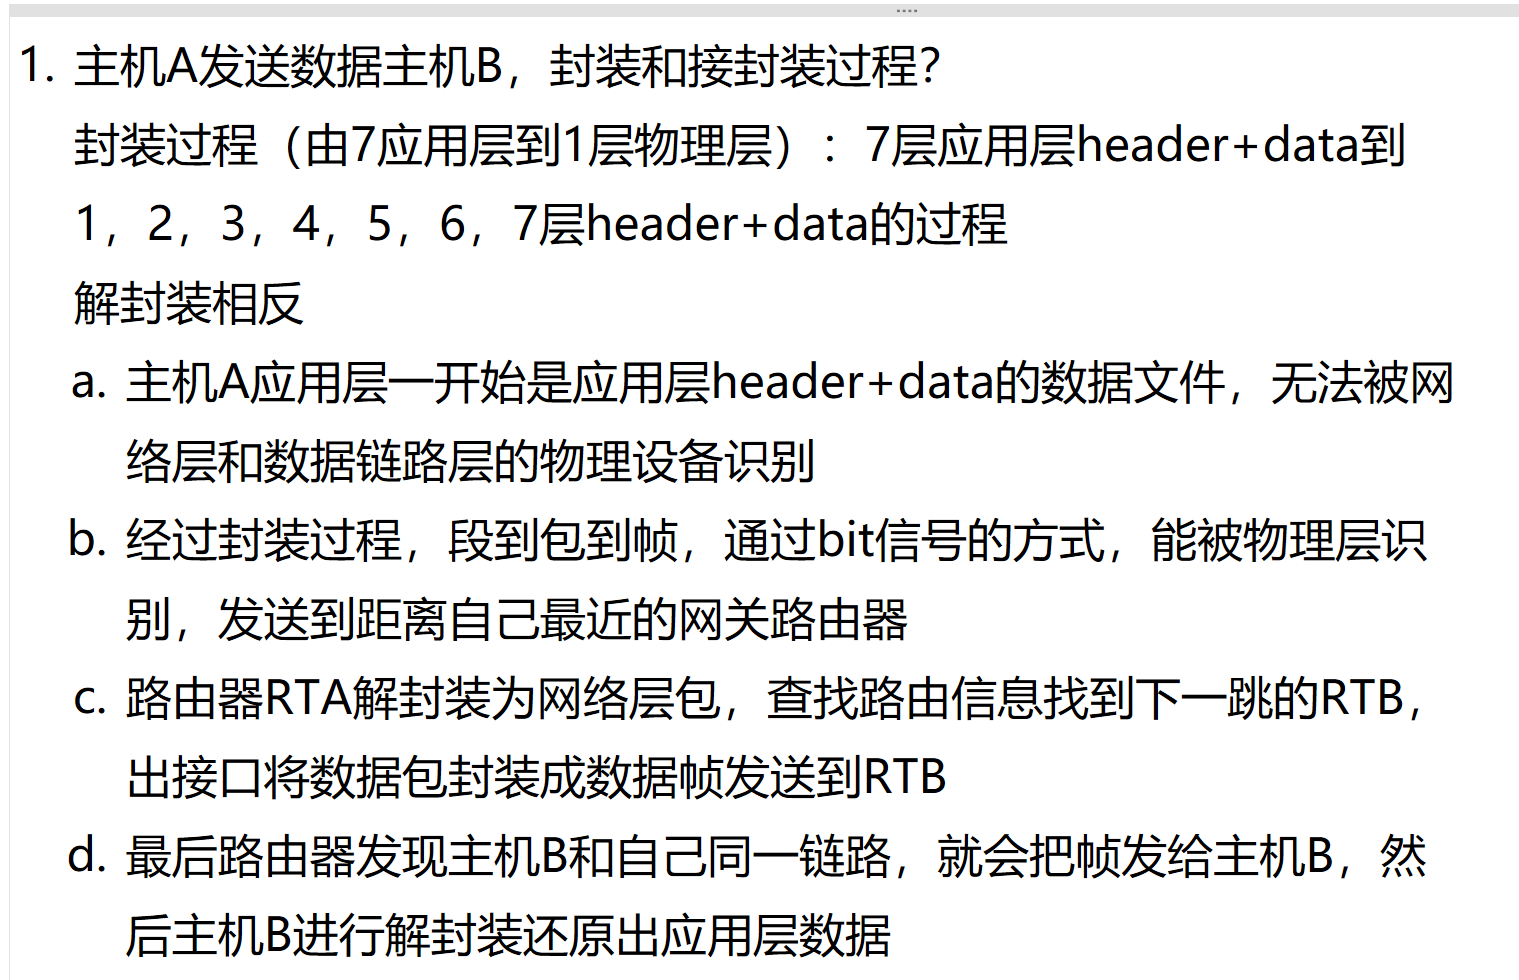 1. 主机A发送数据主机B，封装和接封装过程？
封装过程（由7应用层到1层物理层）：7层应用层header+data到
1，2，3，4，5，6，7层header+data的过程
解封装相反
a. 主机A应用层一开始是应用层header+data的数据文件，无法被网
络层和数据链路层的物理设备识别
b. 经过封装过程，段到包到帧，通过bit信号的方式，能被物理层识
别，发送到距离自己最近的网关路由器
c. 路由器RTA解封装为网络层包，查找路由信息找到下一跳的RTB，
出接口将数据包封装成数据帧发送到RTB
d. 最后路由器发现主机B和自己同一链路，就会把帧发给主机B，然
后主机B进行解封装还原出应用层数据